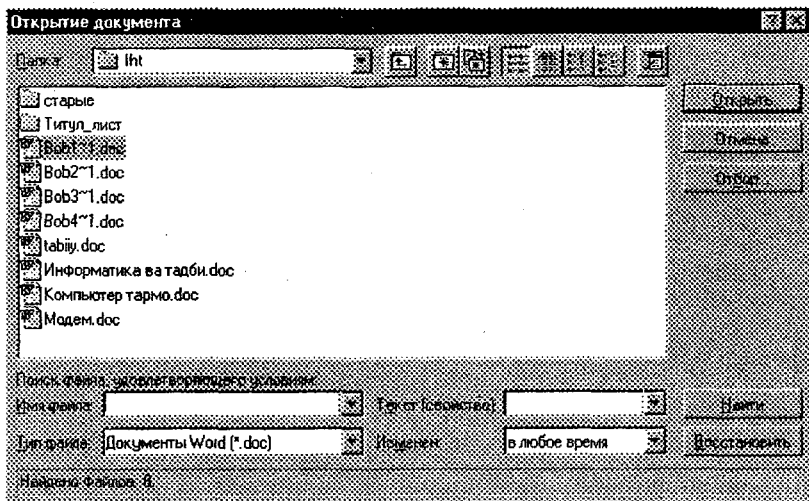 Открытие документа
Папка: lht
старые
Титул_лист
Bob1~1.doc
Bob2~1.doc
Bob3~1.doc
Bob4~1.doc
tabiiy.doc
Информатика ва тадби.doc
Компьютер тармо.doc
Модем.doc
Открыть
Отмена
Отбор
Поиск файла, удовлетворяющего условиям:
Имя файла: Текст (свойство): Найти
Тип файла: Документы Word (*.doc) Изменен: в любое время Восстановить
Найдено файлов: 8.